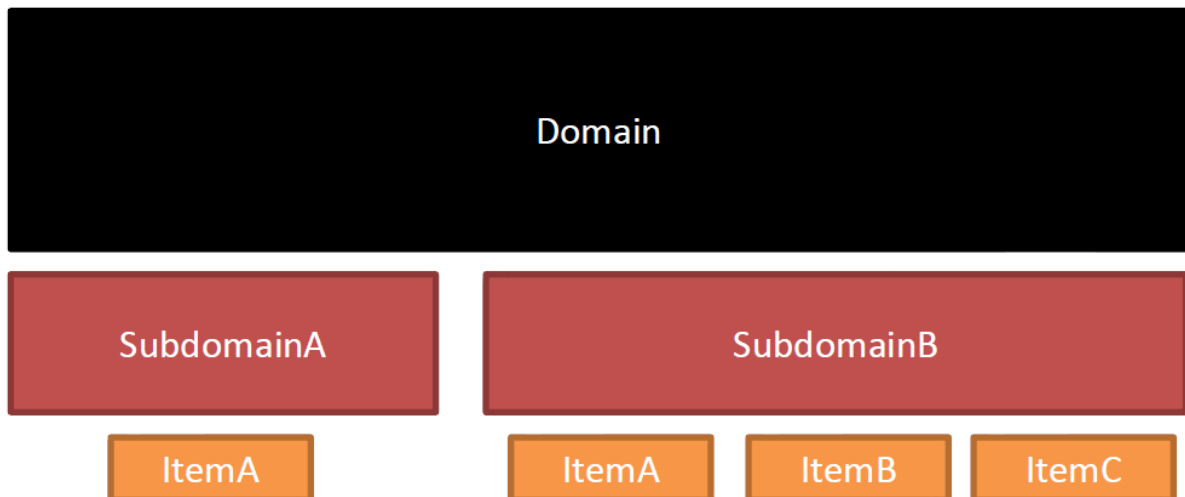 Domain
SubdomainA
SubdomainB
ItemA
ItemA
ItemB
ItemC